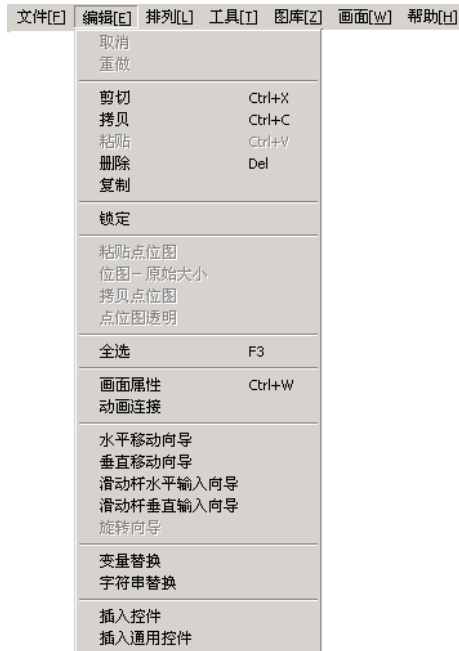 文件[F] 编辑[E] 排列[L] 工具[T] 图库[Z] 画面[W] 帮助[H]
取消
重做
剪切 Ctrl+X
拷贝 Ctrl+C
粘贴 Ctrl+V
删除 Del
复制
锁定
粘贴点位图
位图-原始大小
拷贝点位图
点位图透明
全选 F3
画面属性 Ctrl+W
动画连接
水平移动向导
垂直移动向导
滑动杆水平输入向导
滑动杆垂直输入向导
旋转向导
变量替换
字符串替换
插入控件
插入通用控件